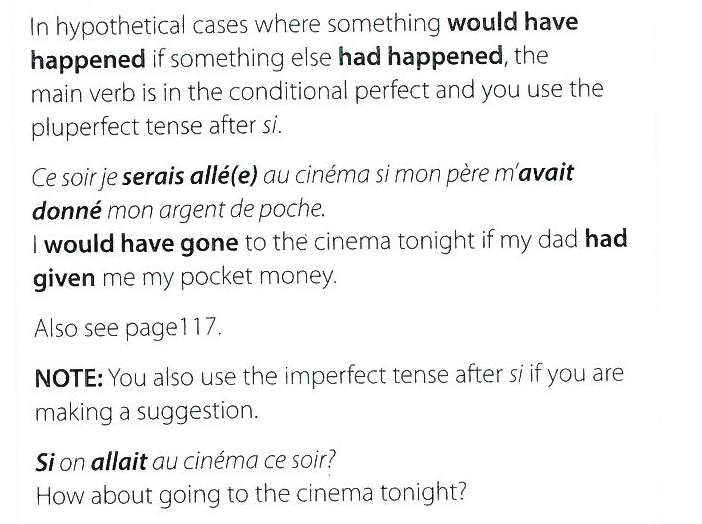 In hypothetical cases where something would have
happened if something else had happened, the
main verb is in the conditional perfect and you use the
pluperfect tense after si.
Ce soir je serais allé(e) au cinéma si mon père m'avait
donné mon argent de poche.
I would have gone to the cinema tonight if my dad had
given me my pocket money.
Also see page117.
NOTE: You also use the imperfect tense after si if you are
making a suggestion.
Si on allait au cinéma ce soir?
How about going to the cinema tonight?